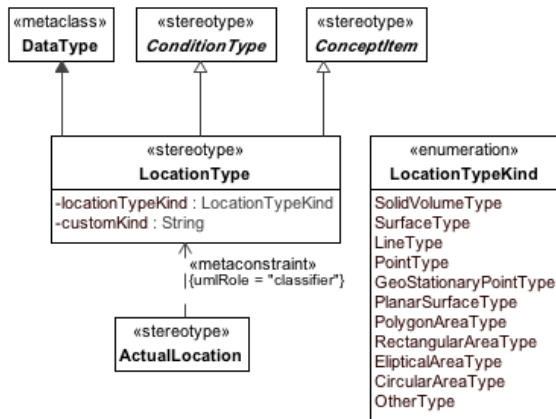 «metaclass»
DataType
«stereotype»
ConditionType
«stereotype»
ConceptItem
«stereotype»
LocationType
-locationTypeKind : LocationTypeKind
-customKind : String
«metaconstraint»
{umlRole = "classifier"}
«stereotype»
ActualLocation
«enumeration»
LocationTypeKind
SolidVolumeType
SurfaceType
LineType
PointType
GeoStationaryPointType
PlanarSurfaceType
PolygonAreaType
RectangularAreaType
ElipticalAreaType
CircularAreaType
OtherType